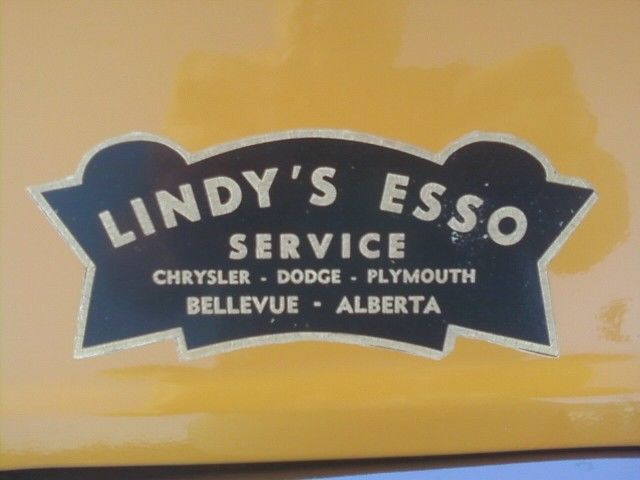 LINDY'S ESSO
SERVICE
CHRYSLER - DODGE - PLYMOUTH
BELLEVUE - ALBERTA